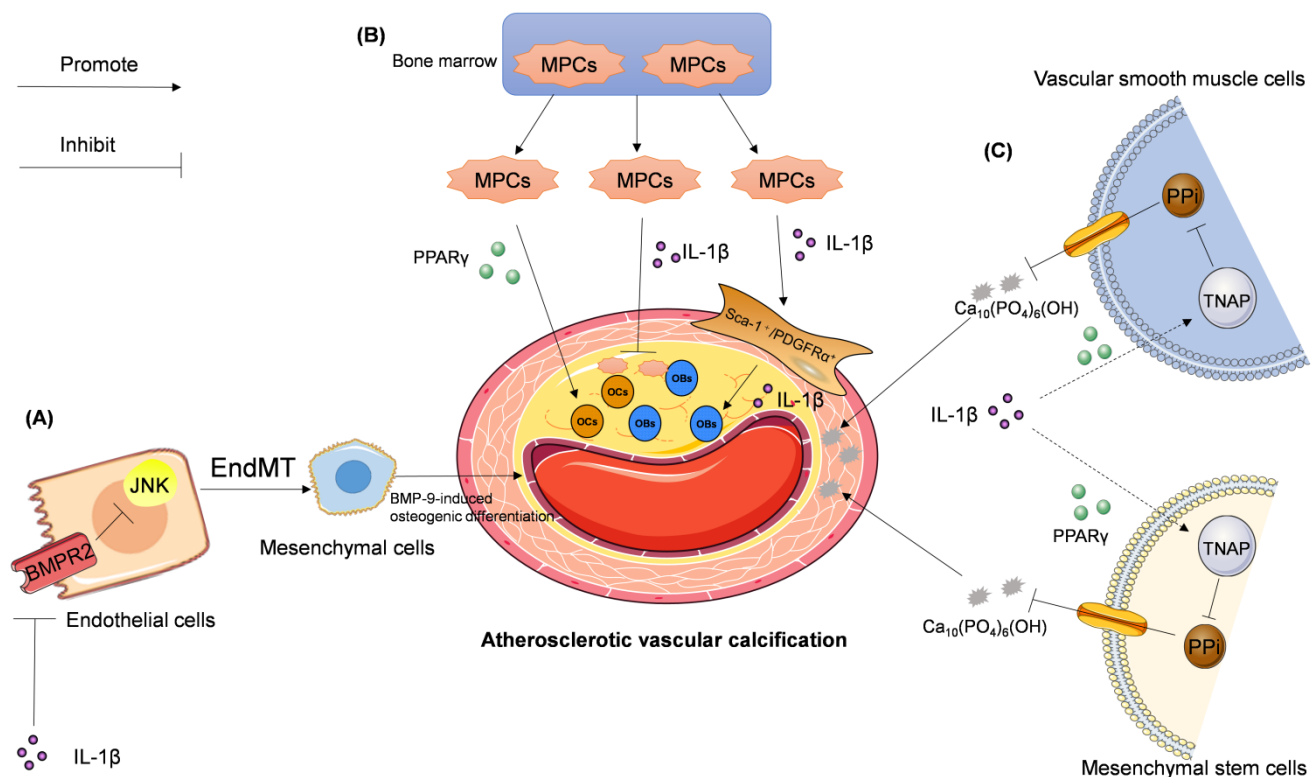 Promote
Inhibit
(B)
Bone marrow
MPCs
MPCs
MPCs
MPCs
MPCs
PPARγ
IL-1β
IL-1β
Sca-1⁺/PDGFRα⁺
OCs
OBs
OCs
OBs
OBs
IL-1β
Atherosclerotic vascular calcification
(A)
JNK
BMPR2
EndMT
BMP-9-induced
osteogenic differentiation
Mesenchymal cells
Endothelial cells
IL-1β
Vascular smooth muscle cells
(C)
PPi
TNAP
Ca₁₀(PO₄)₆(OH)
IL-1β
PPARγ
TNAP
Ca₁₀(PO₄)₆(OH)
PPi
Mesenchymal stem cells